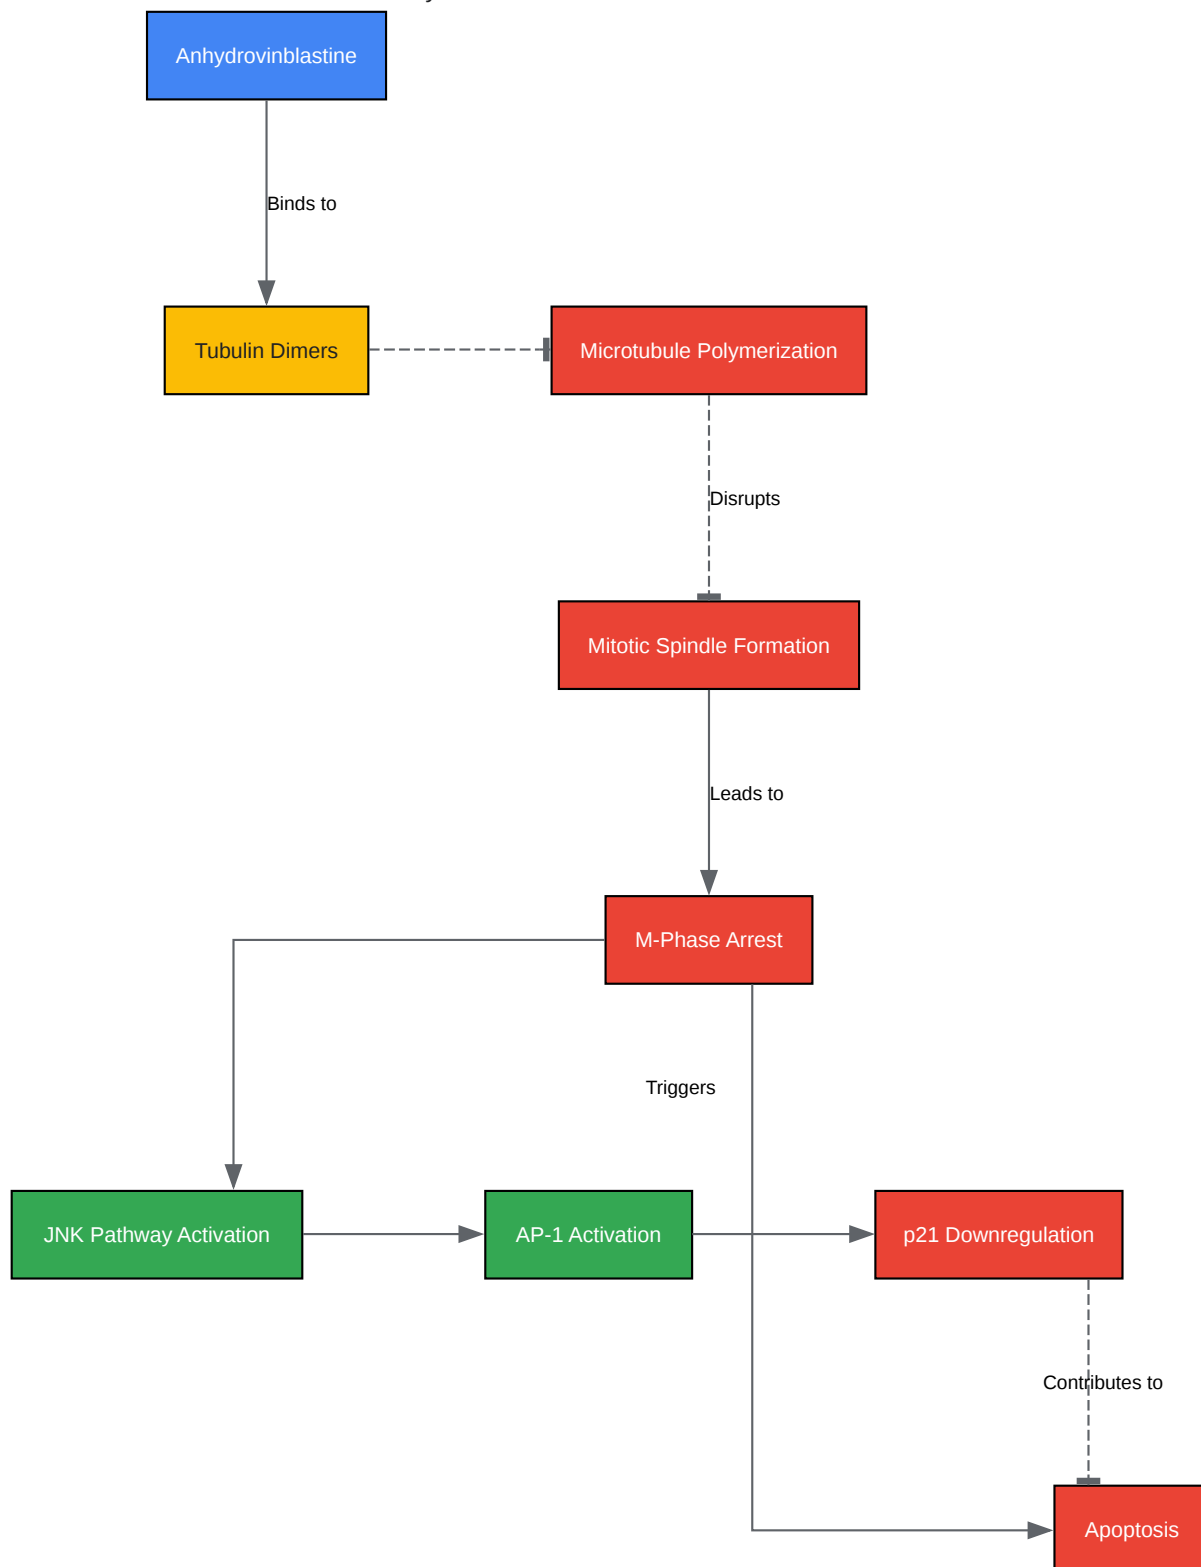 Anhydrovinblastine
Binds to
Tubulin Dimers
Microtubule Polymerization
Disrupts
Mitotic Spindle Formation
Leads to
M-Phase Arrest
Triggers
JNK Pathway Activation
AP-1 Activation
p21 Downregulation
Contributes to
Apoptosis